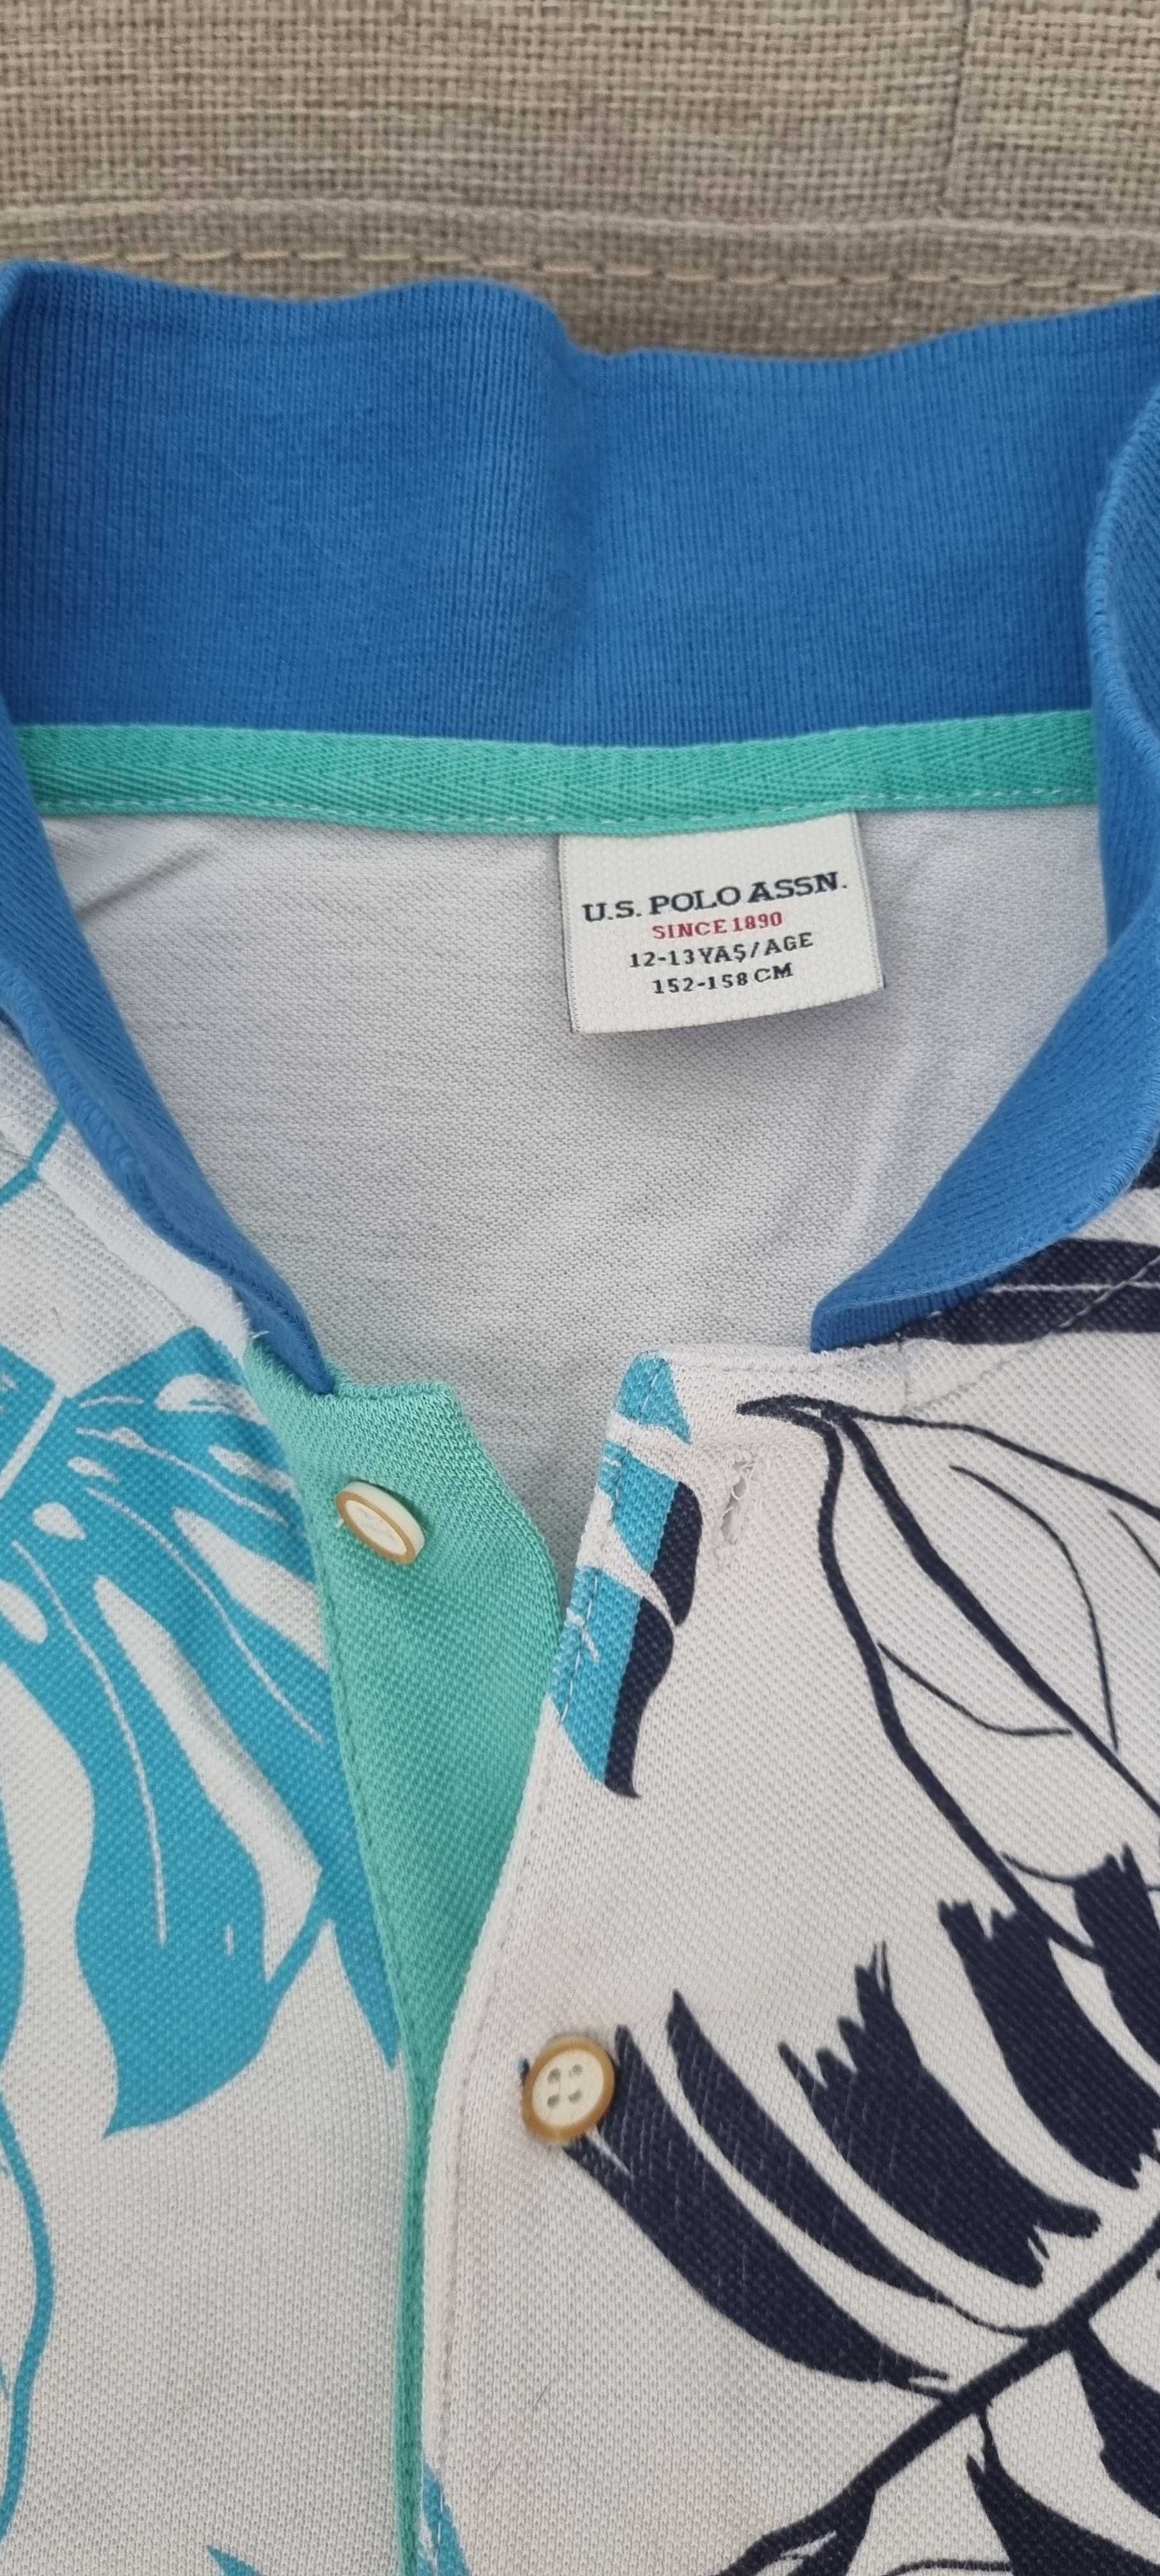 U.S. POLO ASSN.
SINCE 1890
12-13 YAŞ/AGE
152-158 CM